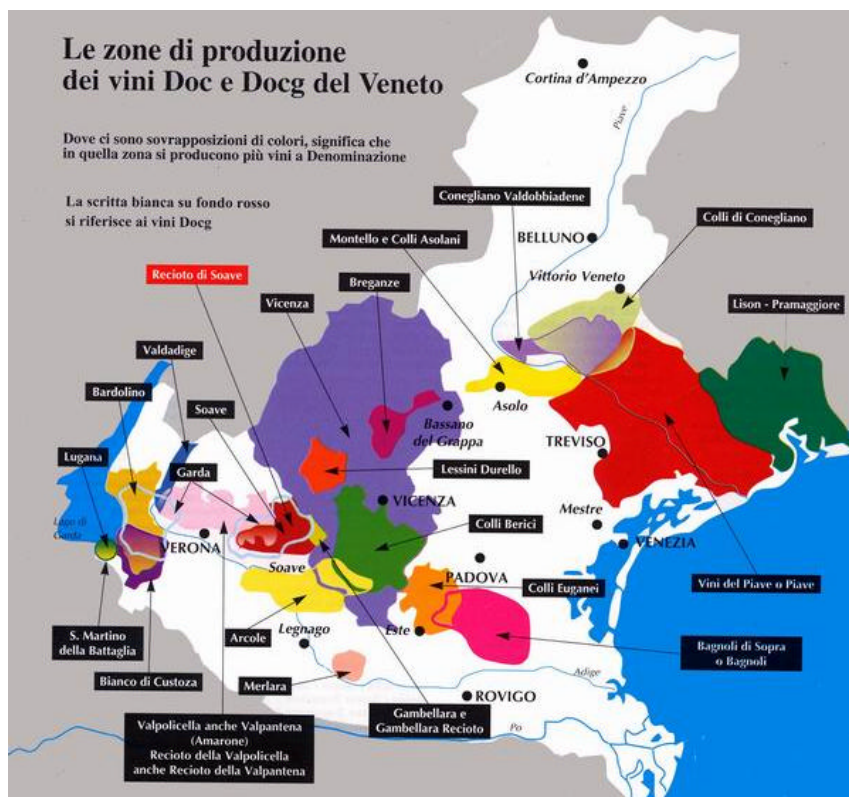 Le zone di produzione
dei vini Doc e Docg del Veneto
Dove ci sono sovrapposizioni di colori, significa che
in quella zona si producono più vini a Denominazione
La scritta bianca su fondo rosso
si riferisce ai vini Docg
Cortina d'Ampezzo
Piave
Conegliano Valdobbiadene
Colli di Conegliano
Montello e Colli Asolani
BELLUNO
Recioto di Soave
Breganze
Vittorio Veneto
Vicenza
Lison - Pramaggiore
Valdadige
Bardolino
Soave
Asolo
Bassano
del Grappa
TREVISO
Lugana
Garda
Lessini Durello
VICENZA
Lago di
Garda
Mestre
Colli Berici
VERONA
VENEZIA
Soave
PADOVA
Vini del Piave o Piave
Colli Euganei
S. Martino
della Battaglia
Arcole
Legnago
Este
Bagnoli di Sopra
o Bagnoli
Bianco di Custoza
Merlara
Adige
ROVIGO
Gambellara e
Gambellara Recioto
Valpolicella anche Valpantena
(Amarone)
Recioto della Valpolicella
anche Recioto della Valpantena
Po